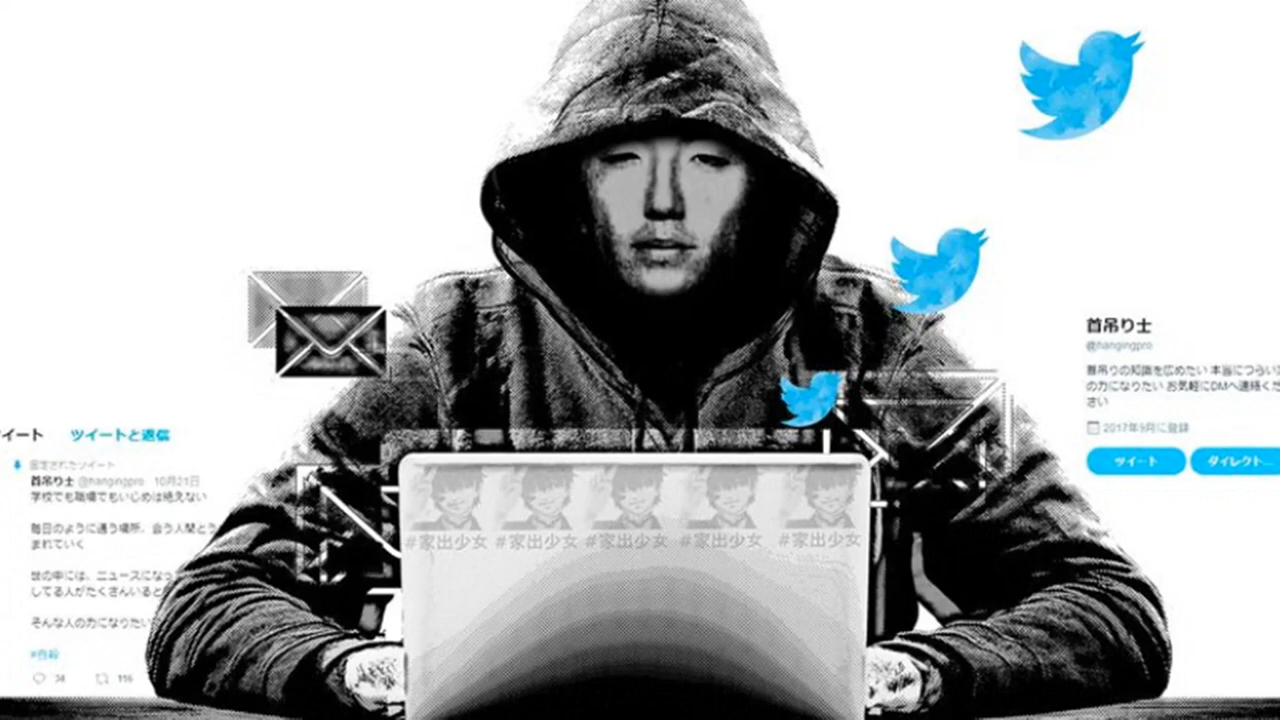 イート ツイートと返信
固定されたツイート
首吊り士 @hangingpro 10月21日
学校でも職場でもいじめは絶えない
毎日のように通う場所、会う人間とう
まれていく
世の中には、ニュースになっ
してる人がたくさんいると
そんな人の力になりたい
#自殺
34 116
#家出少女 #家出少女 #家出少女 #家出少女 #家出少女
首吊り士
@hangingpro
首吊りの知識を広めたい 本当につらい
の力になりたい お気軽にDMへ連絡くだ
さい
2017年9月に登録
ツイート ダイレクト...